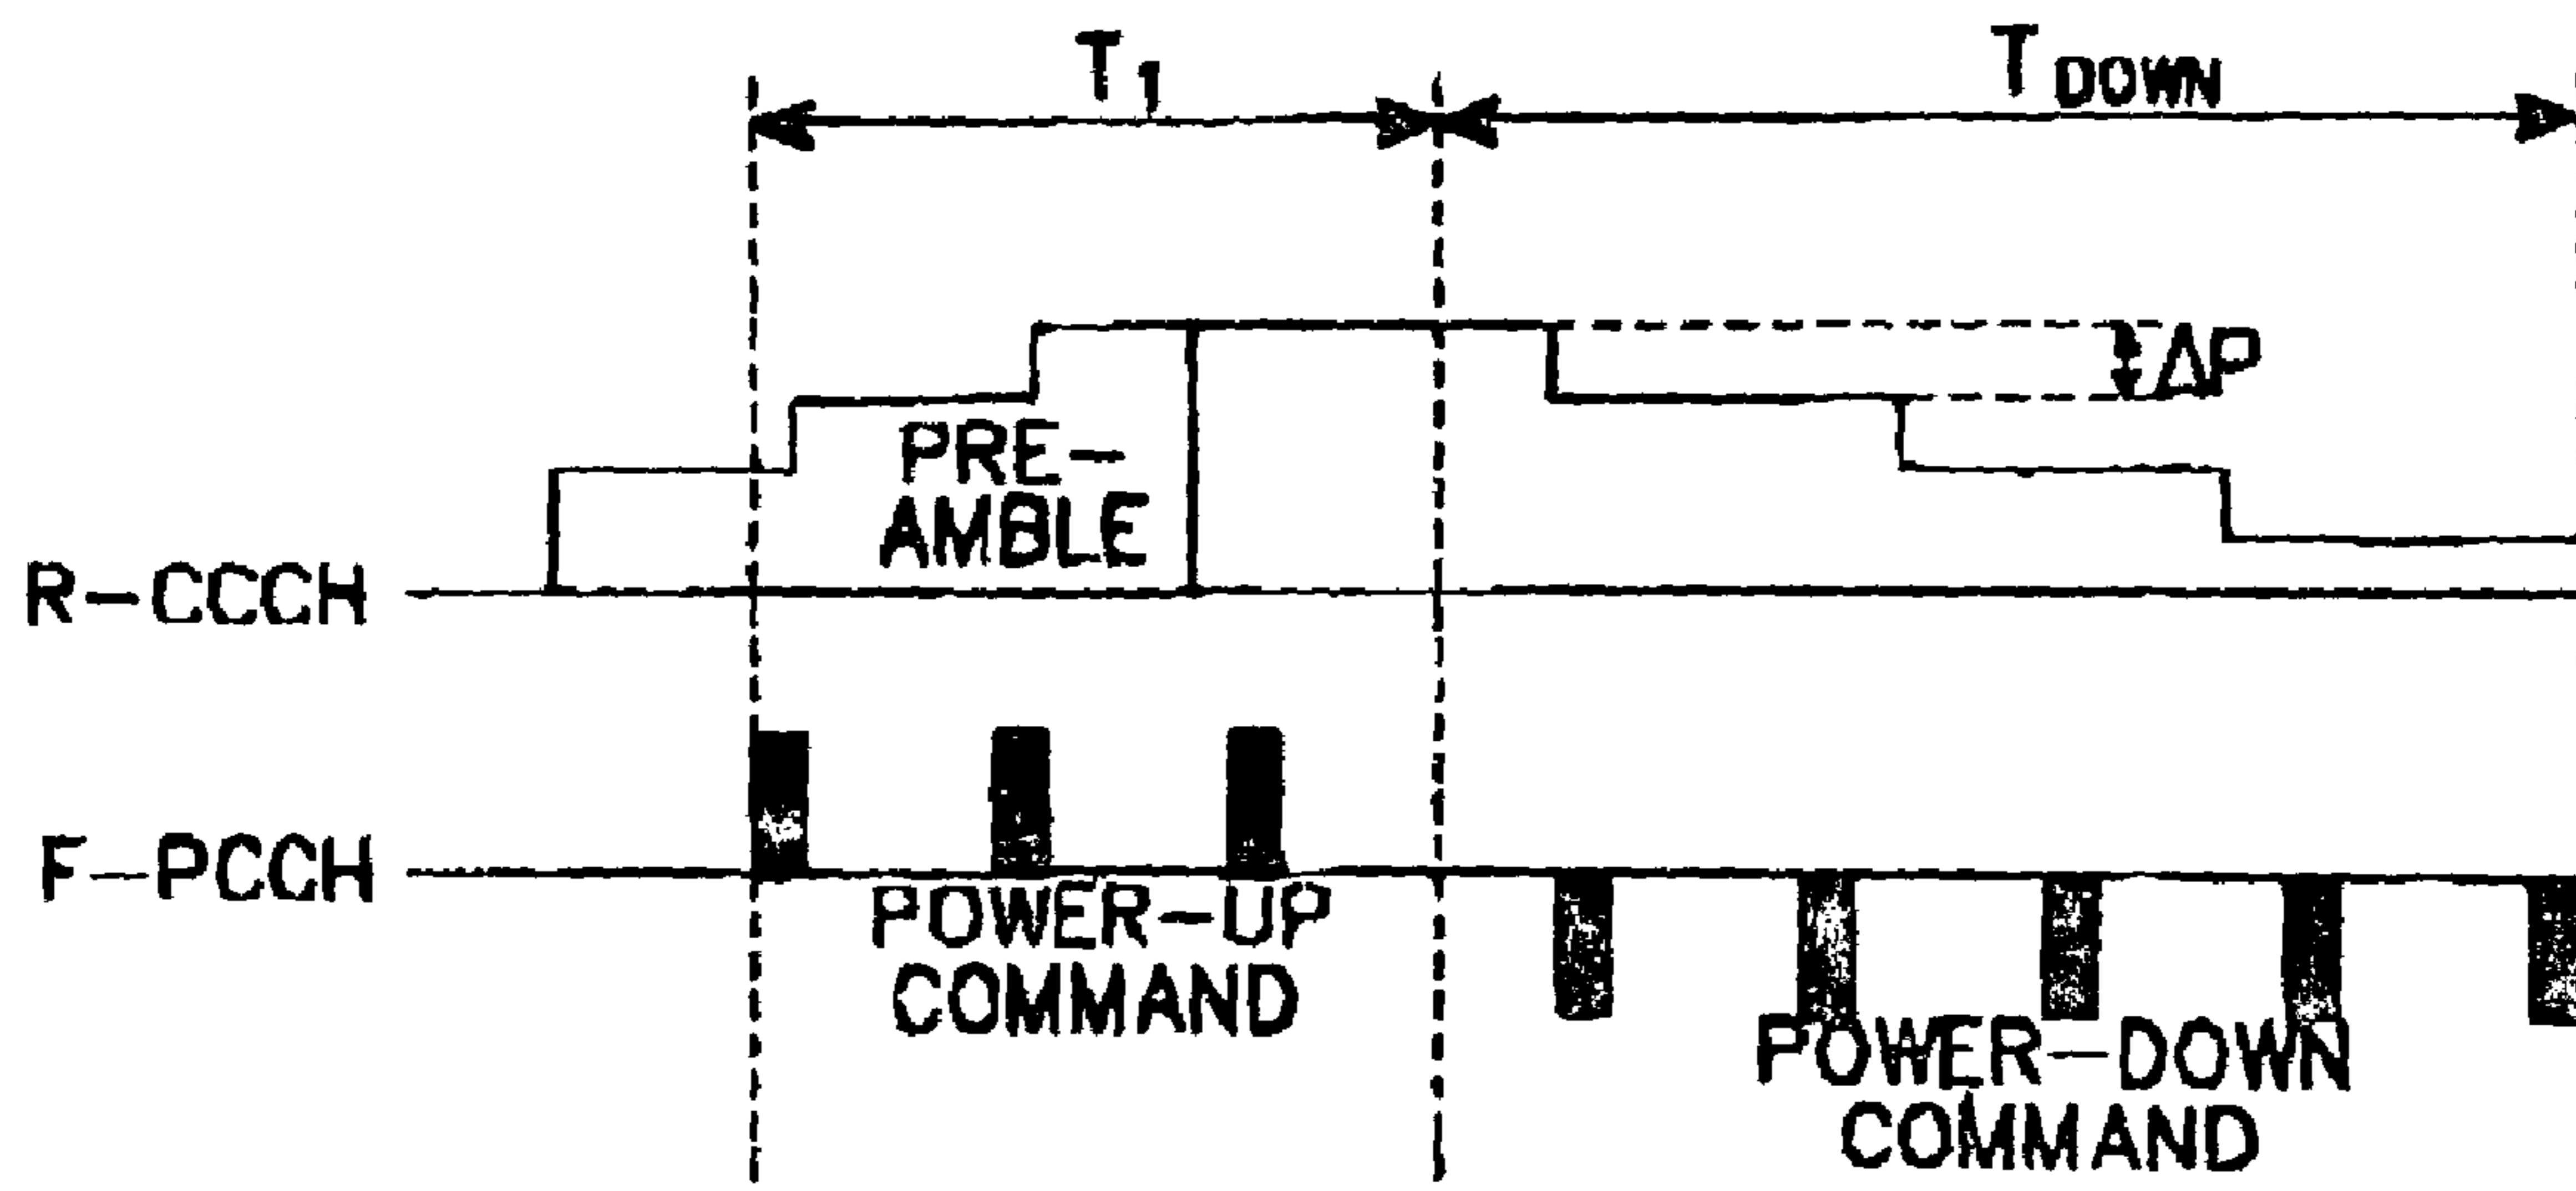 T1
TDOWN
ΔP
PRE-
AMBLE
R-CCCH
F-PCCH
POWER-UP
COMMAND
POWER-DOWN
COMMAND